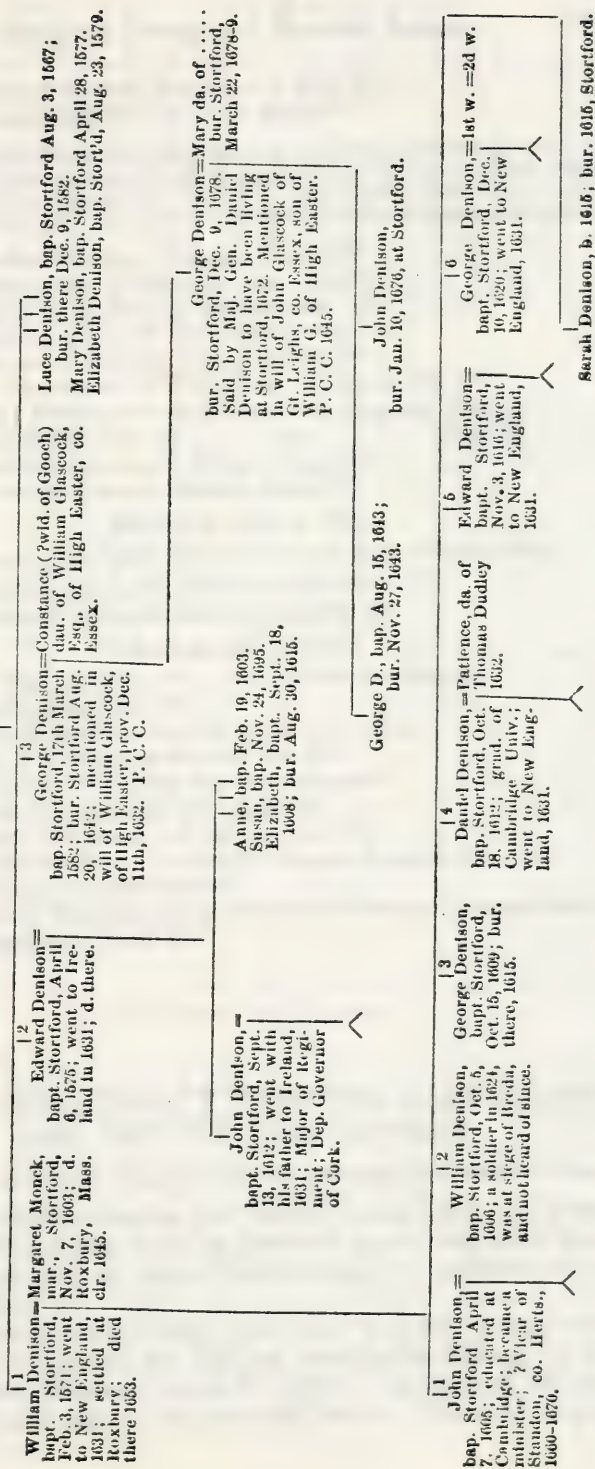 1
William Denison=Margaret Monck,
bapt. Stortford,
Feb. 3, 1571; went
to New England,
1631; settled at
Roxbury; died
there 1653.
mar., Stortford,
Nov. 7, 1603; d.
Roxbury, Mass.
cir. 1645.
2
Edward Denison=
bapt. Stortford, April
6, 1575; went to Ire-
land in 1631; d. there.
3
George Denison=Constance (?wid. of Gooch)
bap. Stortford, 17th March
1582; bur. Stortford Aug.
20, 1642; mentioned in
will of William Glascock,
of High Easter, prov. Dec.
11th, 1632. P. C. C.
dau. of William Glascock,
Esq., of High Easter, co.
Essex.
Luce Denison, bap. Stortford Aug. 3, 1567;
bur. there Dec. 9, 1582.
Mary Denison, bap. Stortford April 28, 1577.
Elizabeth Denison, bap. Stort'd, Aug. 23, 1579.
John Denison,=
bapt. Stortford, Sept.
13, 1612; went with
his father to Ireland,
1631; Major of Regi-
ment; Dep. Governor
of Cork.
Anne, bap. Feb. 19, 1603.
Susan, bap. Nov. 24, 1605.
Elizabeth, bapt. Sept. 18,
1608; bur. Aug. 30, 1615.
George Denison=Mary da. of .....
bur. Stortford, Dec. 9, 1678.
Said by Maj. Gen. Daniel
Denison to have been living
at Stortford, 1672. Mentioned
in will of John Glascock of
Gt. Leighs, co. Essex, son of
William G. of High Easter.
P. C. C. 1645.
bur. Stortford,
March 22, 1678-9.
George D., bap. Aug. 15, 1643;
bur. Nov. 27, 1643.
John Denison,
bur. Jan. 10, 1676, at Stortford.
1
John Denison,=
bap. Stortford April
7, 1605; educated at
Cambridge; became a
minister; ? Vicar of
Standon, co. Herts.,
1660-1670.
2
William Denison,
bap. Stortford, Oct. 5,
1606; a soldier in 1624,
was at siege of Breda,
and not heard of since.
3
George Denison,
bapt. Stortford,
Oct. 15, 1609; bur.
there, 1615.
4
Daniel Denison,=Patience, da. of
bap. Stortford, Oct.
18, 1612; grad. of
Cambridge Univ.;
went to New Eng-
land, 1631.
Thomas Dudley
1632.
5
Edward Denison=
bapt. Stortford,
Nov. 3, 1616; went
to New England,
1631.
6
George Denison,=1st w. =2d w.
bapt. Stortford, Dec.
10, 1620; went to New
England, 1631.
Sarah Denison, b. 1615; bur. 1615, Stortford.